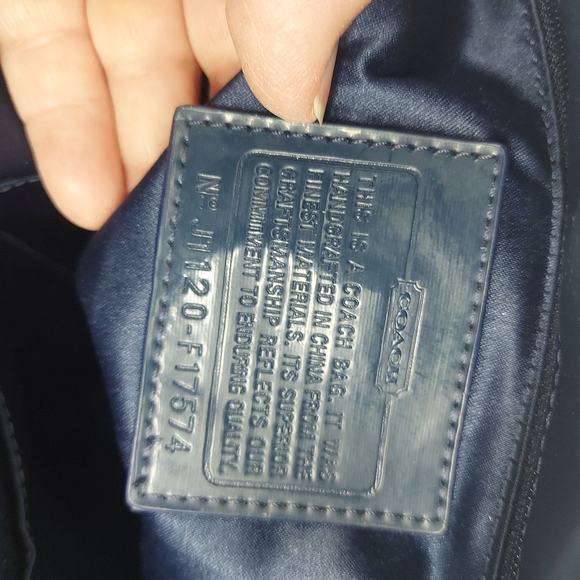 COACH
THIS IS A COACH BAG. IT WAS
HANDCRAFTED IN CHINA FROM THE
FINEST MATERIALS. ITS SUPERIOR
CRAFTSMANSHIP REFLECTS OUR
COMMITMENT TO ENDURING QUALITY.
Nº J1120-F17574